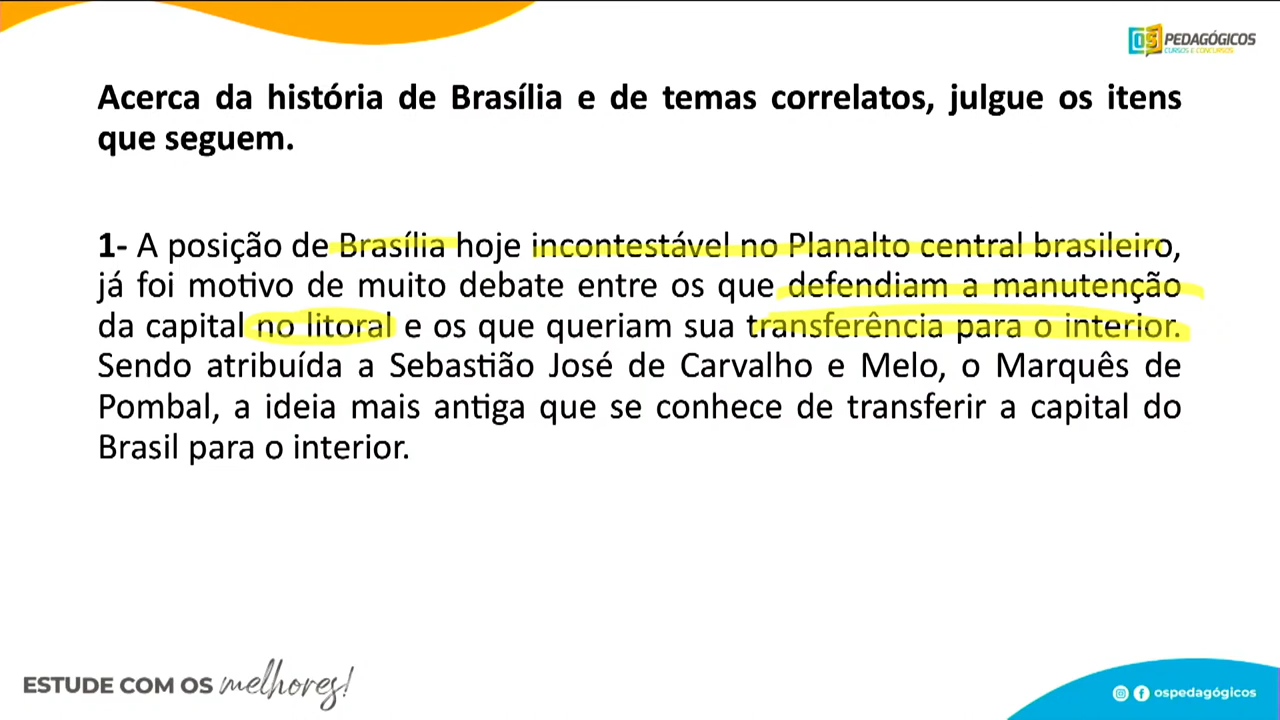 OS PEDAGÓGICOS
CURSOS E CONCURSOS
Acerca da história de Brasília e de temas correlatos, julgue os itens
que seguem.
1- A posição de Brasília hoje incontestável no Planalto central brasileiro,
já foi motivo de muito debate entre os que defendiam a manutenção
da capital no litoral e os que queriam sua transferência para o interior.
Sendo atribuída a Sebastião José de Carvalho e Melo, o Marquês de
Pombal, a ideia mais antiga que se conhece de transferir a capital do
Brasil para o interior.
ESTUDE COM OS melhores!
ospedagógicos